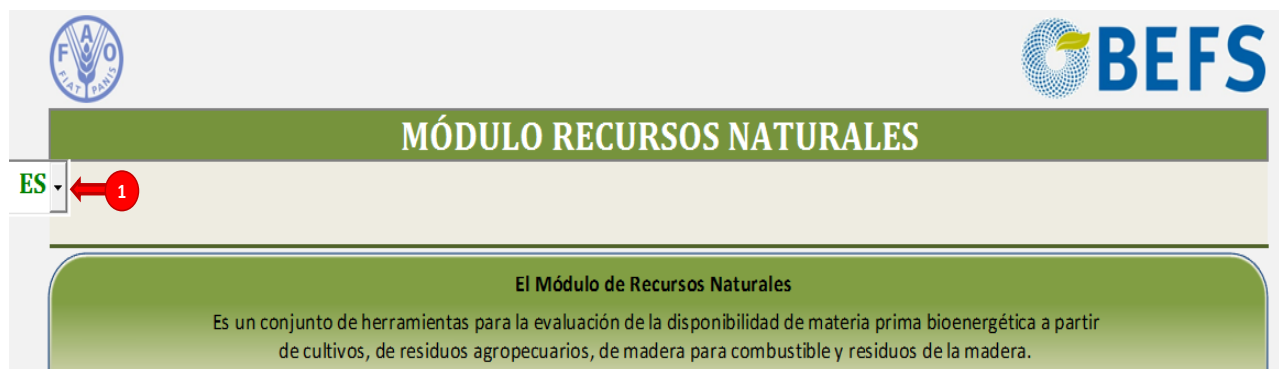 F A O
FIAT PANIS
BEFS
MÓDULO RECURSOS NATURALES
ES
1
El Módulo de Recursos Naturales
Es un conjunto de herramientas para la evaluación de la disponibilidad de materia prima bioenergética a partir
de cultivos, de residuos agropecuarios, de madera para combustible y residuos de la madera.